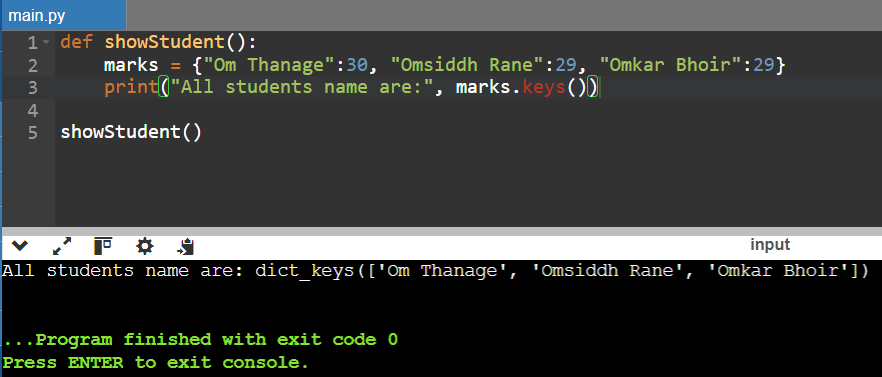 main.py
1 def showStudent():
2     marks = {"Om Thanage":30, "Omsiddh Rane":29, "Omkar Bhoir":29}
3     print("All students name are:", marks.keys())
4
5 showStudent()
input
All students name are: dict_keys(['Om Thanage', 'Omsiddh Rane', 'Omkar Bhoir'])
...Program finished with exit code 0
Press ENTER to exit console.